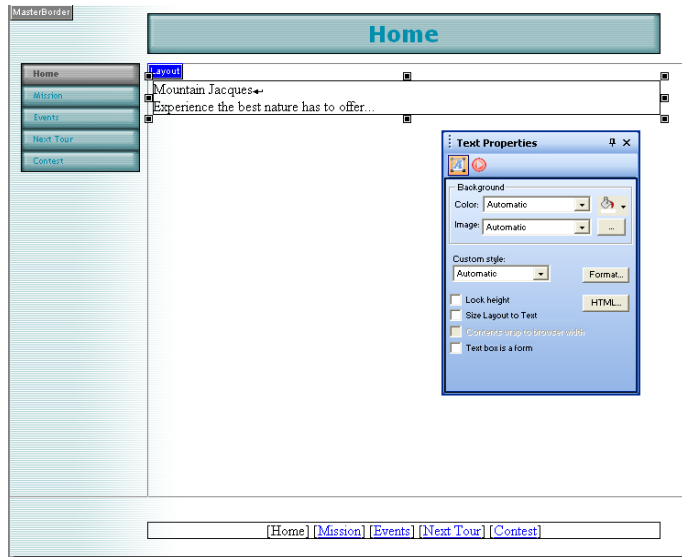 MasterBorder
Home
Home
Mission
Events
Next Tour
Contest
Layout
Mountain Jacques↵
Experience the best nature has to offer...
Text Properties
Background
Color: Automatic
Image: Automatic
...
Custom style:
Automatic
Format...
Lock height
HTML...
Size Layout to Text
Contents wrap to browser width
Text box is a form
[Home] [Mission] [Events] [Next Tour] [Contest]